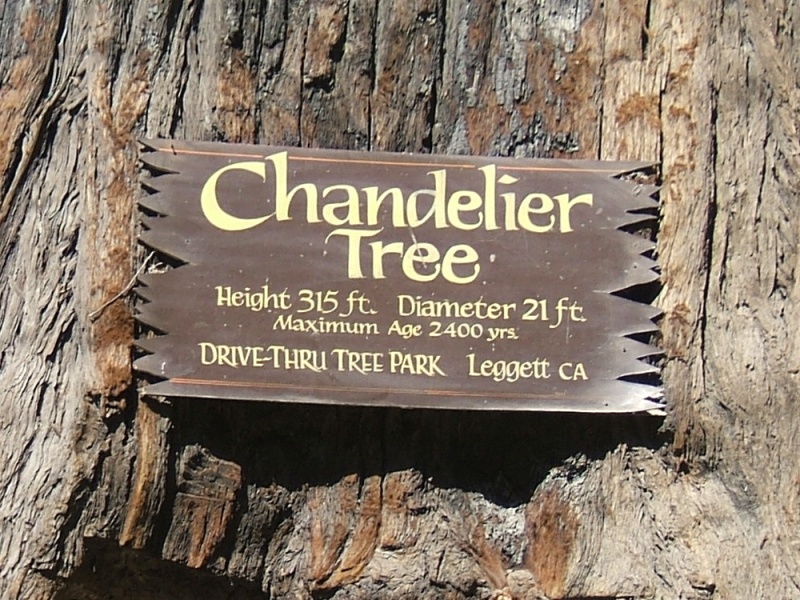 Chandelier
Tree
Height 315 ft. Diameter 21 ft.
Maximum Age 2400 yrs.
DRIVE-THRU TREE PARK Leggett CA